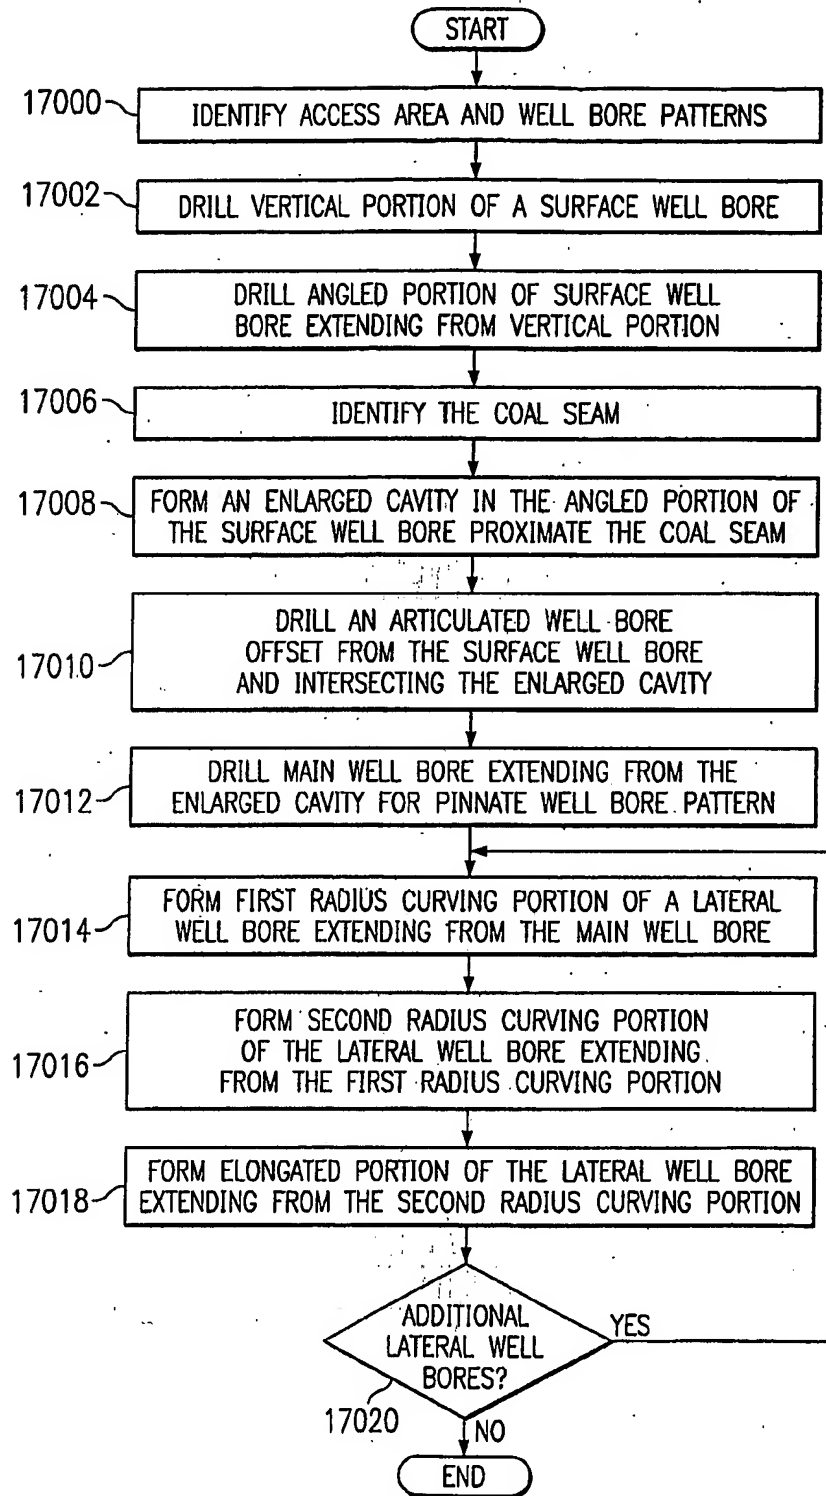 START
17000
IDENTIFY ACCESS AREA AND WELL BORE PATTERNS
17002
DRILL VERTICAL PORTION OF A SURFACE WELL BORE
17004
DRILL ANGLED PORTION OF SURFACE WELL
BORE EXTENDING FROM VERTICAL PORTION
17006
IDENTIFY THE COAL SEAM
17008
FORM AN ENLARGED CAVITY IN THE ANGLED PORTION OF
THE SURFACE WELL BORE PROXIMATE THE COAL SEAM
17010
DRILL AN ARTICULATED WELL BORE
OFFSET FROM THE SURFACE WELL BORE
AND INTERSECTING THE ENLARGED CAVITY
17012
DRILL MAIN WELL BORE EXTENDING FROM THE
ENLARGED CAVITY FOR PINNATE WELL BORE PATTERN
17014
FORM FIRST RADIUS CURVING PORTION OF A LATERAL
WELL BORE EXTENDING FROM THE MAIN WELL BORE
17016
FORM SECOND RADIUS CURVING PORTION
OF THE LATERAL WELL BORE EXTENDING
FROM THE FIRST RADIUS CURVING PORTION
17018
FORM ELONGATED PORTION OF THE LATERAL WELL BORE
EXTENDING FROM THE SECOND RADIUS CURVING PORTION
ADDITIONAL
LATERAL WELL
BORES?
YES
17020
NO
END